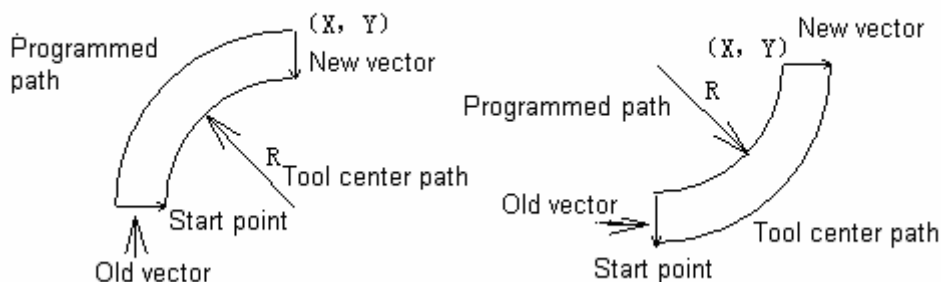 Programmed
path
(X, Y)
New vector
R
Tool center path
Start point
Old vector
New vector
(X, Y)
R
Programmed path
Old vector
Tool center path
Start point